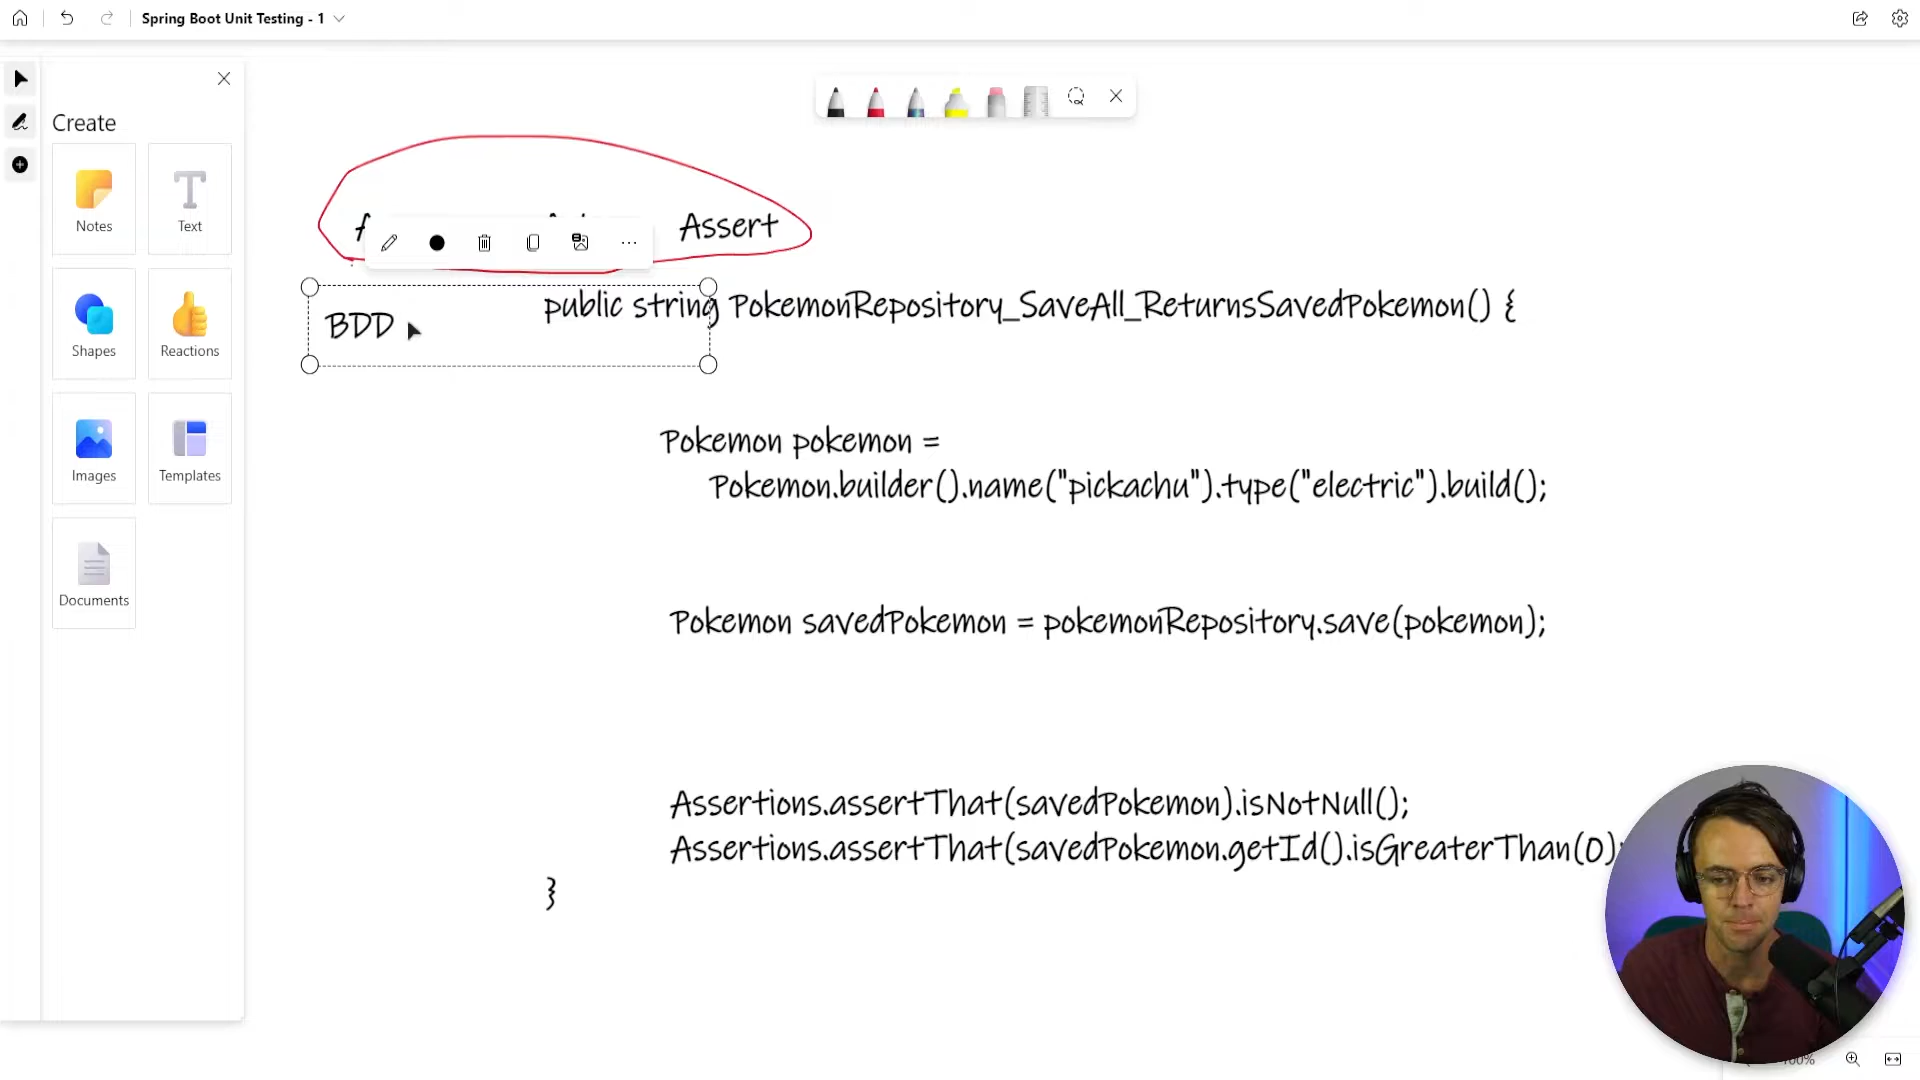 Spring Boot Unit Testing - 1
Create
Notes
Text
Shapes
Reactions
Images
Templates
Documents
Assert
BDD
public string PokemonRepository_SaveAll_ReturnsSavedPokemon() {
Pokemon pokemon =
Pokemon.builder().name("pickachu").type("electric").build();
Pokemon savedPokemon = pokemonRepository.save(pokemon);
Assertions.assertThat(savedPokemon).isNotNull();
Assertions.assertThat(savedPokemon.getId().isGreaterThan(0);
}